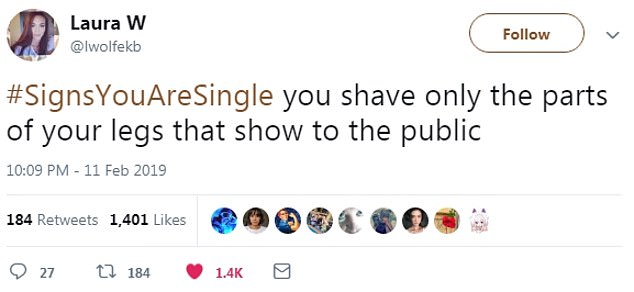 Laura W
@lwolfekb
Follow
#SignsYouAreSingle you shave only the parts
of your legs that show to the public
10:09 PM - 11 Feb 2019
184 Retweets 1,401 Likes
27 184 1.4K